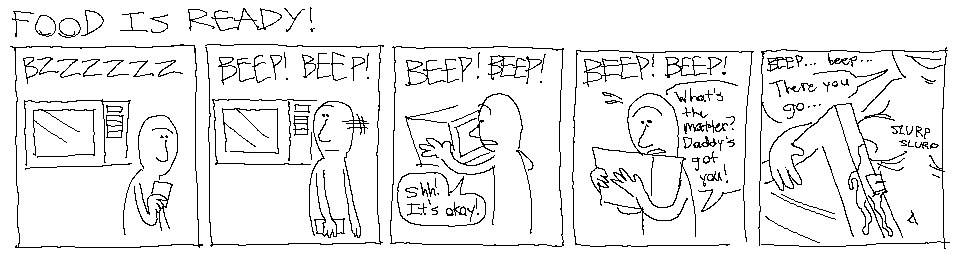 FOOD IS READY!
BZZZZZZ
BEEP! BEEP!
BEEP! BEEP!
Shh!
It's okay!
BEEP! BEEP!
What's
the
matter?
Daddy's
got
you!
BEEP... beep...
There you
go...
SLURP
SLURP